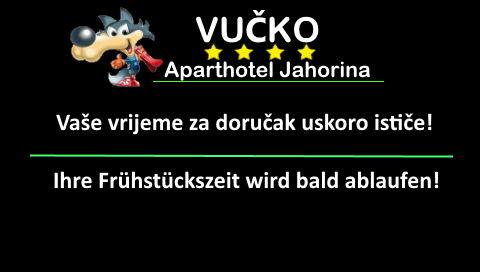 VUČKO
Aparthotel Jahorina
Vaše vrijeme za doručak uskoro ističe!
Ihre Frühstückszeit wird bald ablaufen!